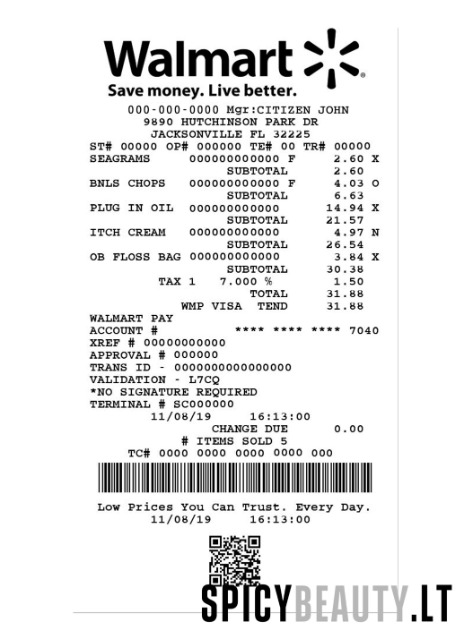 Walmart
Save money. Live better.
000-000-0000 Mgr:CITIZEN JOHN
9890 HUTCHINSON PARK DR
JACKSONVILLE FL 32225
ST# 00000 OP# 000000 TE# 00 TR# 00000
SEAGRAMS 000000000000 F 2.60 X
SUBTOTAL 2.60
BNLS CHOPS 000000000000 F 4.03 O
SUBTOTAL 6.63
PLUG IN OIL 000000000000 14.94 X
SUBTOTAL 21.57
ITCH CREAM 000000000000 4.97 N
SUBTOTAL 26.54
OB FLOSS BAG 000000000000 3.84 X
SUBTOTAL 30.38
TAX 1 7.000 % 1.50
TOTAL 31.88
WMP VISA TEND 31.88
WALMART PAY
ACCOUNT # **** **** **** 7040
XREF # 00000000000
APPROVAL # 000000
TRANS ID - 0000000000000000
VALIDATION - L7CQ
*NO SIGNATURE REQUIRED
TERMINAL # SC000000
11/08/19 16:13:00
CHANGE DUE 0.00
# ITEMS SOLD 5
TC# 0000 0000 0000 0000 000
Low Prices You Can Trust. Every Day.
11/08/19 16:13:00
SPICYBEAUTY.LT